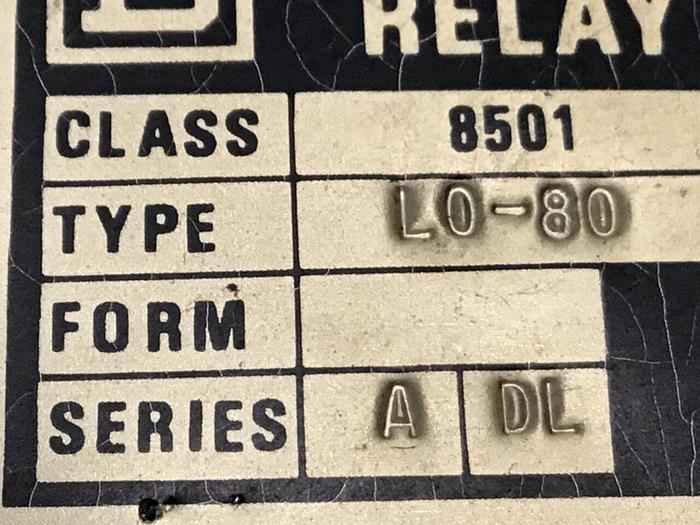 RELAY
CLASS 8501
TYPE LO-80
FORM
SERIES A DL